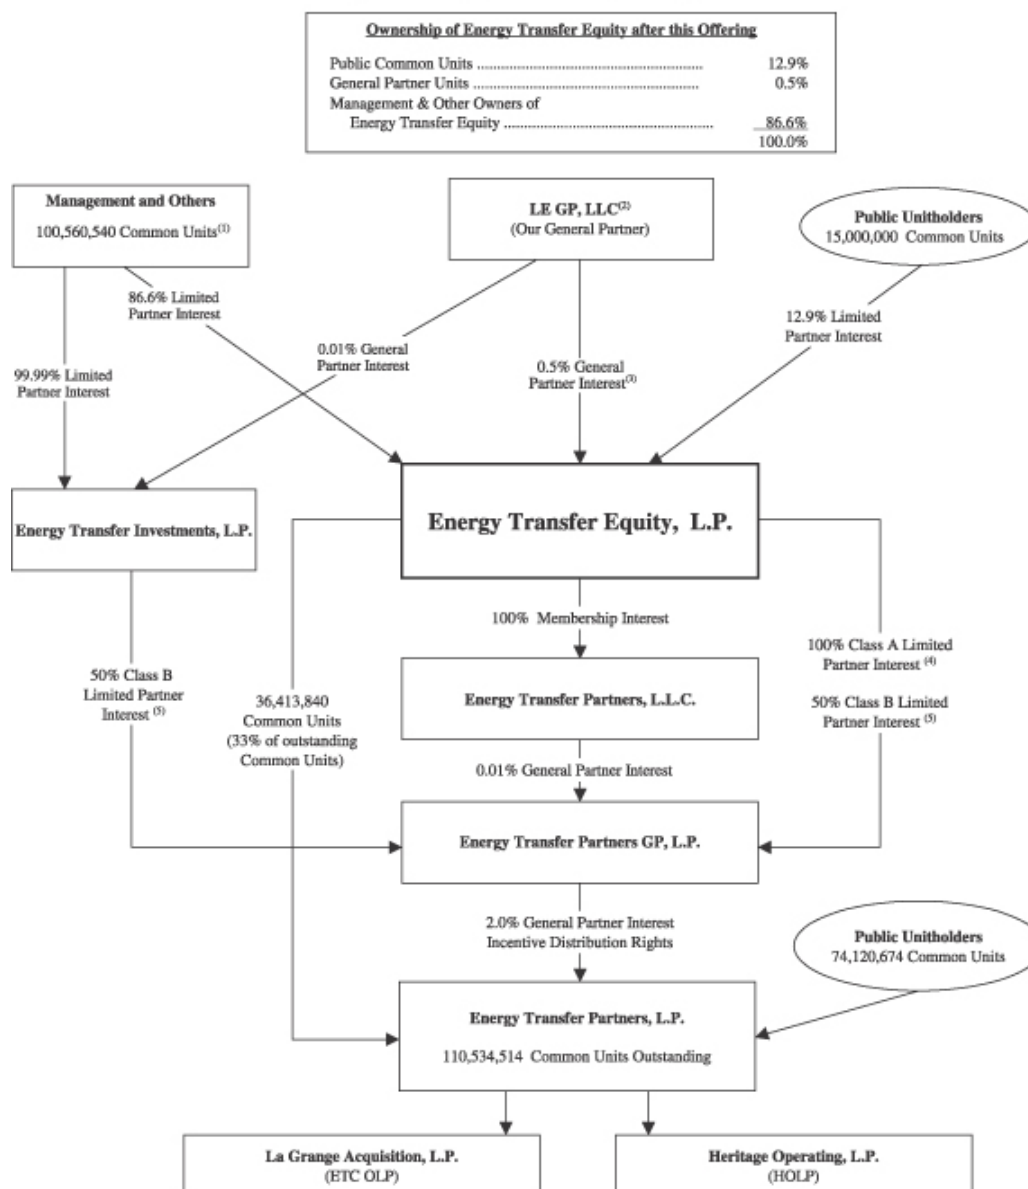 Ownership of Energy Transfer Equity after this Offering
Public Common Units ........................................................ 12.9%
General Partner Units ......................................................... 0.5%
Management & Other Owners of
Energy Transfer Equity .................................................... 86.6%
100.0%
Management and Others
100,560,540 Common Units(1)
LE GP, LLC(2)
(Our General Partner)
Public Unitholders
15,000,000 Common Units
86.6% Limited
Partner Interest
0.01% General
Partner Interest
0.5% General
Partner Interest(3)
12.9% Limited
Partner Interest
99.99% Limited
Partner Interest
Energy Transfer Investments, L.P.
Energy Transfer Equity, L.P.
100% Membership Interest
50% Class B
Limited Partner
Interest (5)
36,413,840
Common Units
(33% of outstanding
Common Units)
Energy Transfer Partners, L.L.C.
100% Class A Limited
Partner Interest (4)
50% Class B Limited
Partner Interest (5)
0.01% General Partner Interest
Energy Transfer Partners GP, L.P.
2.0% General Partner Interest
Incentive Distribution Rights
Public Unitholders
74,120,674 Common Units
Energy Transfer Partners, L.P.
110,534,514 Common Units Outstanding
La Grange Acquisition, L.P.
(ETC OLP)
Heritage Operating, L.P.
(HOLP)